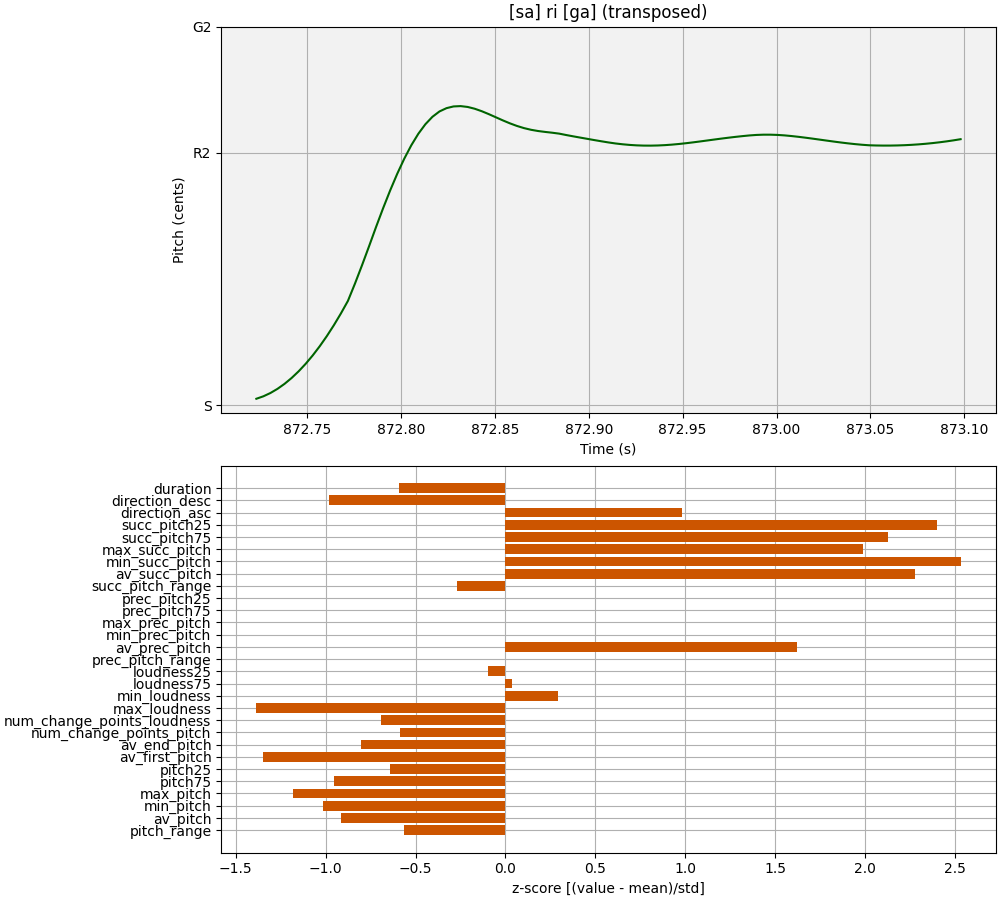 [sa] ri [ga] (transposed)
G2
R2
S
Pitch (cents)
872.75 872.80 872.85 872.90 872.95 873.00 873.05 873.10
Time (s)
duration
direction_desc
direction_asc
succ_pitch25
succ_pitch75
max_succ_pitch
min_succ_pitch
av_succ_pitch
succ_pitch_range
prec_pitch25
prec_pitch75
max_prec_pitch
min_prec_pitch
av_prec_pitch
prec_pitch_range
loudness25
loudness75
min_loudness
max_loudness
num_change_points_loudness
num_change_points_pitch
av_end_pitch
av_first_pitch
pitch25
pitch75
max_pitch
min_pitch
av_pitch
pitch_range
−1.5 −1.0 −0.5 0.0 0.5 1.0 1.5 2.0 2.5
z-score [(value - mean)/std]